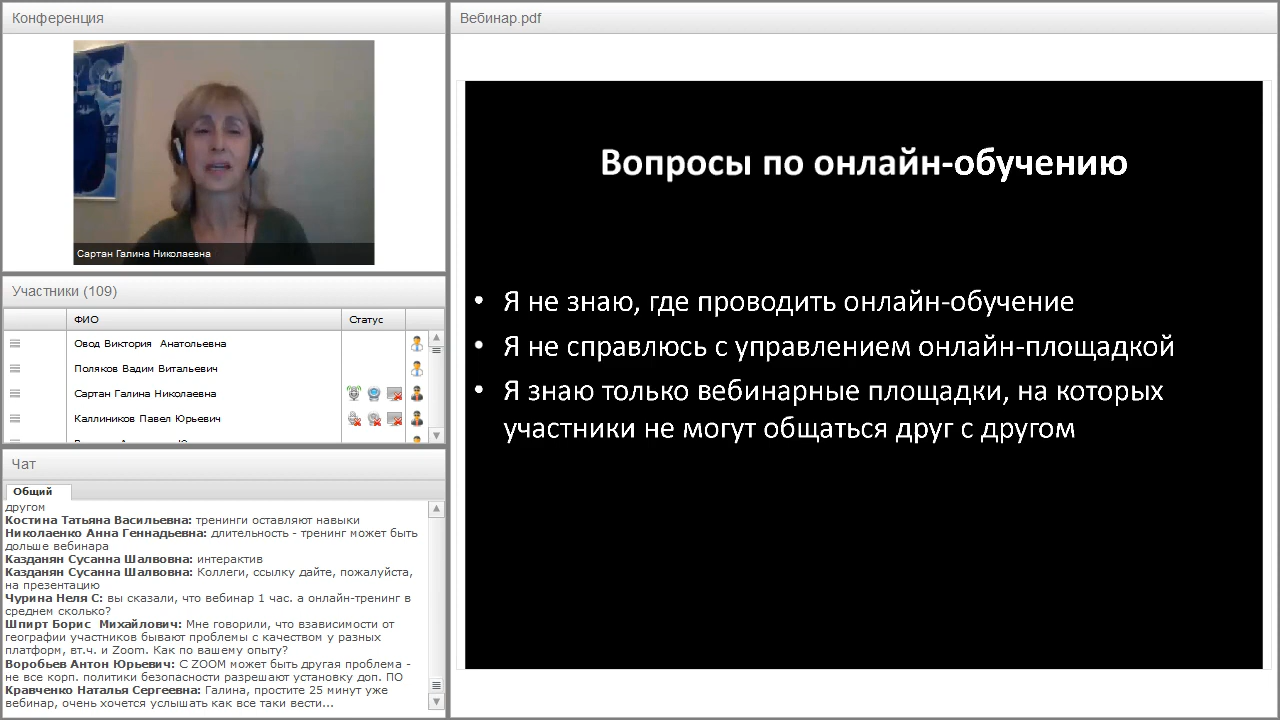 Конференция
Сартан Галина Николаевна
Участники (109)
ФИО
Статус
Овод Виктория Анатольевна
Поляков Вадим Витальевич
Сартан Галина Николаевна
Каллиников Павел Юрьевич
Чат
Общий
другом
Костина Татьяна Васильевна: тренинги оставляют навыки
Николаенко Анна Геннадьевна: длительность - тренинг может быть
дольше вебинара
Казданян Сусанна Шалвовна: интерактив
Казданян Сусанна Шалвовна: Коллеги, ссылку дайте, пожалуйста,
на презентацию
Чурина Неля С: вы сказали, что вебинар 1 час. а онлайн-тренинг в
среднем сколько?
Шпирт Борис Михайлович: Мне говорили, что взависимости от
географии участников бывают проблемы с качеством у разных
платформ, вт.ч. и Zoom. Как по вашему опыту?
Воробьев Антон Юрьевич: С ZOOM может быть другая проблема -
не все корп. политики безопасности разрешают установку доп. ПО
Кравченко Наталья Сергеевна: Галина, простите 25 минут уже
вебинар, очень хочется услышать как все таки вести...
Вебинар.pdf
Вопросы по онлайн-обучению
• Я не знаю, где проводить онлайн-обучение
• Я не справлюсь с управлением онлайн-площадкой
• Я знаю только вебинарные площадки, на которых
участники не могут общаться друг с другом